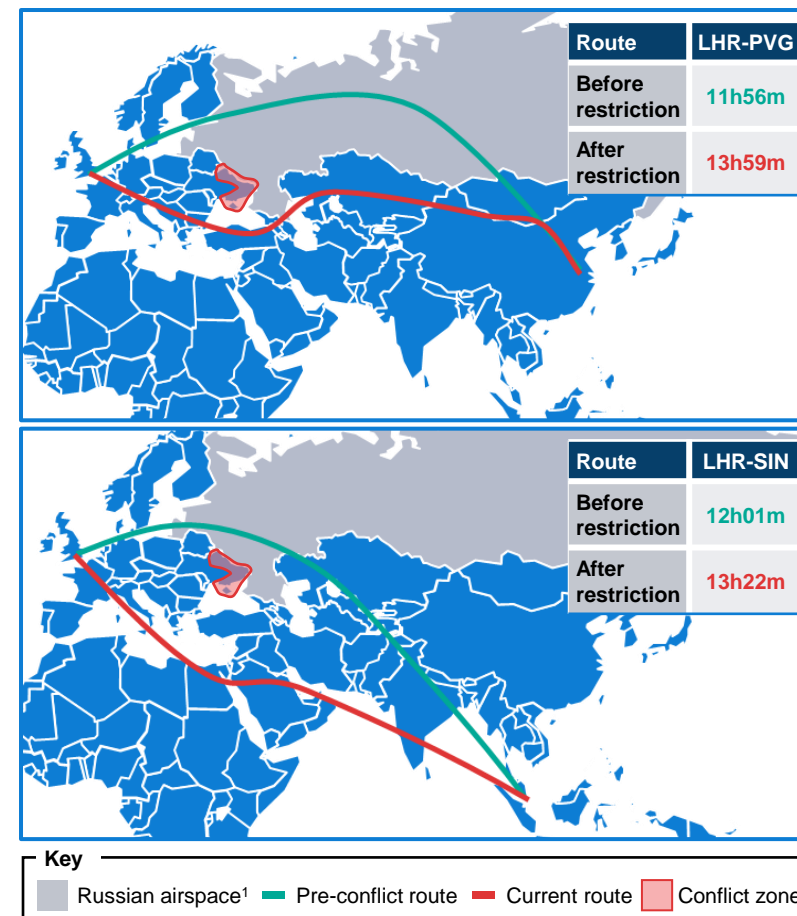 Route LHR-PVG
Before
restriction
11h56m
After
restriction
13h59m
Route LHR-SIN
Before
restriction
12h01m
After
restriction
13h22m
Key
Russian airspace¹ Pre-conflict route Current route Conflict zone